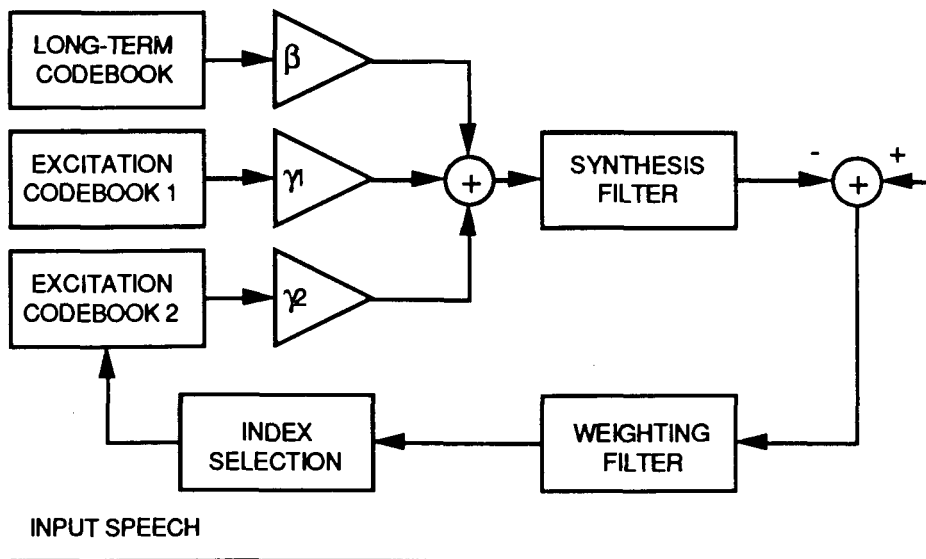 LONG-TERM
CODEBOOK
β
EXCITATION
CODEBOOK 1
γ1
+
SYNTHESIS
FILTER
-
+
+
EXCITATION
CODEBOOK 2
γ2
INDEX
SELECTION
WEIGHTING
FILTER
INPUT SPEECH